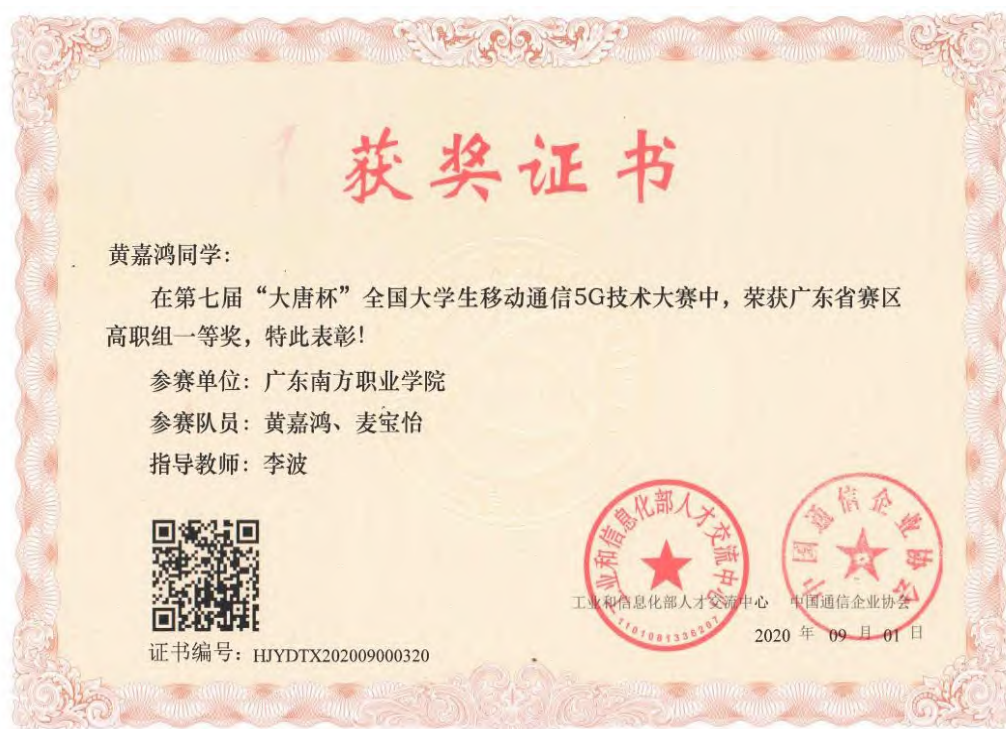 获奖证书
黄嘉鸿同学：
在第七届“大唐杯”全国大学生移动通信5G技术大赛中，荣获广东省赛区
高职组一等奖，特此表彰！
参赛单位：广东南方职业学院
参赛队员：黄嘉鸿、麦宝怡
指导教师：李波
工业和信息化部人才交流中心
1101081336207
中国通信企业协会
工业和信息化部人才交流中心 中国通信企业协会
2020 年 09 月 01 日
证书编号：HJYDTX202009000320